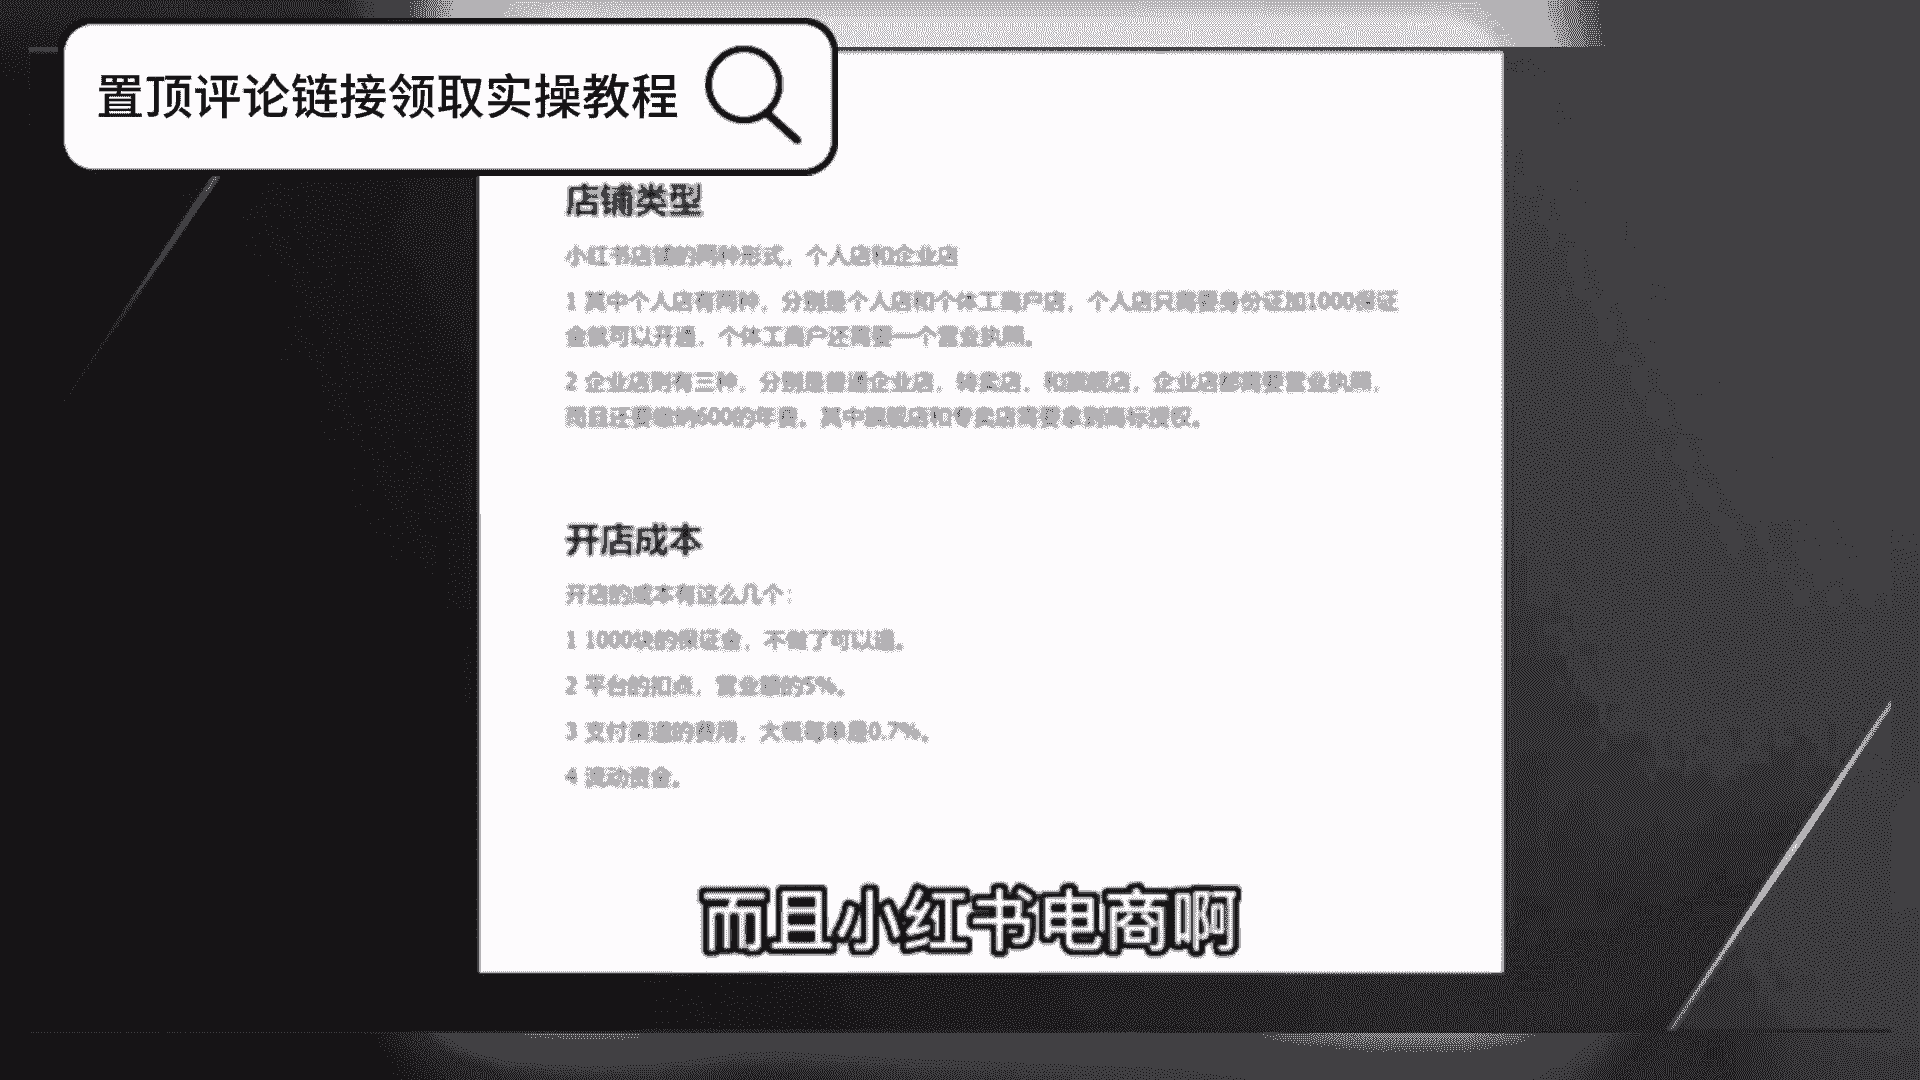 置顶评论链接领取实操教程
店铺类型
小红书店铺的两种形式，个人店和企业店
1 其中个人店有两种，分别是个人店和个体工商户店，个人店只需要身份证加1000保证
金就可以开通，个体工商户还需要一个营业执照。
2 企业店则有三种，分别是普通企业店，专卖店，和旗舰店，企业店都需要营业执照，
而且还要缴纳600的年费。其中旗舰店和专卖店需要拿到商标授权。
开店成本
开店的成本有这么几个：
1 1000块的保证金，不做了可以退。
2 平台的扣点，营业额的5%。
3 支付渠道的费用，大概每单是0.7%。
4 流动资金。
而且小红书电商啊